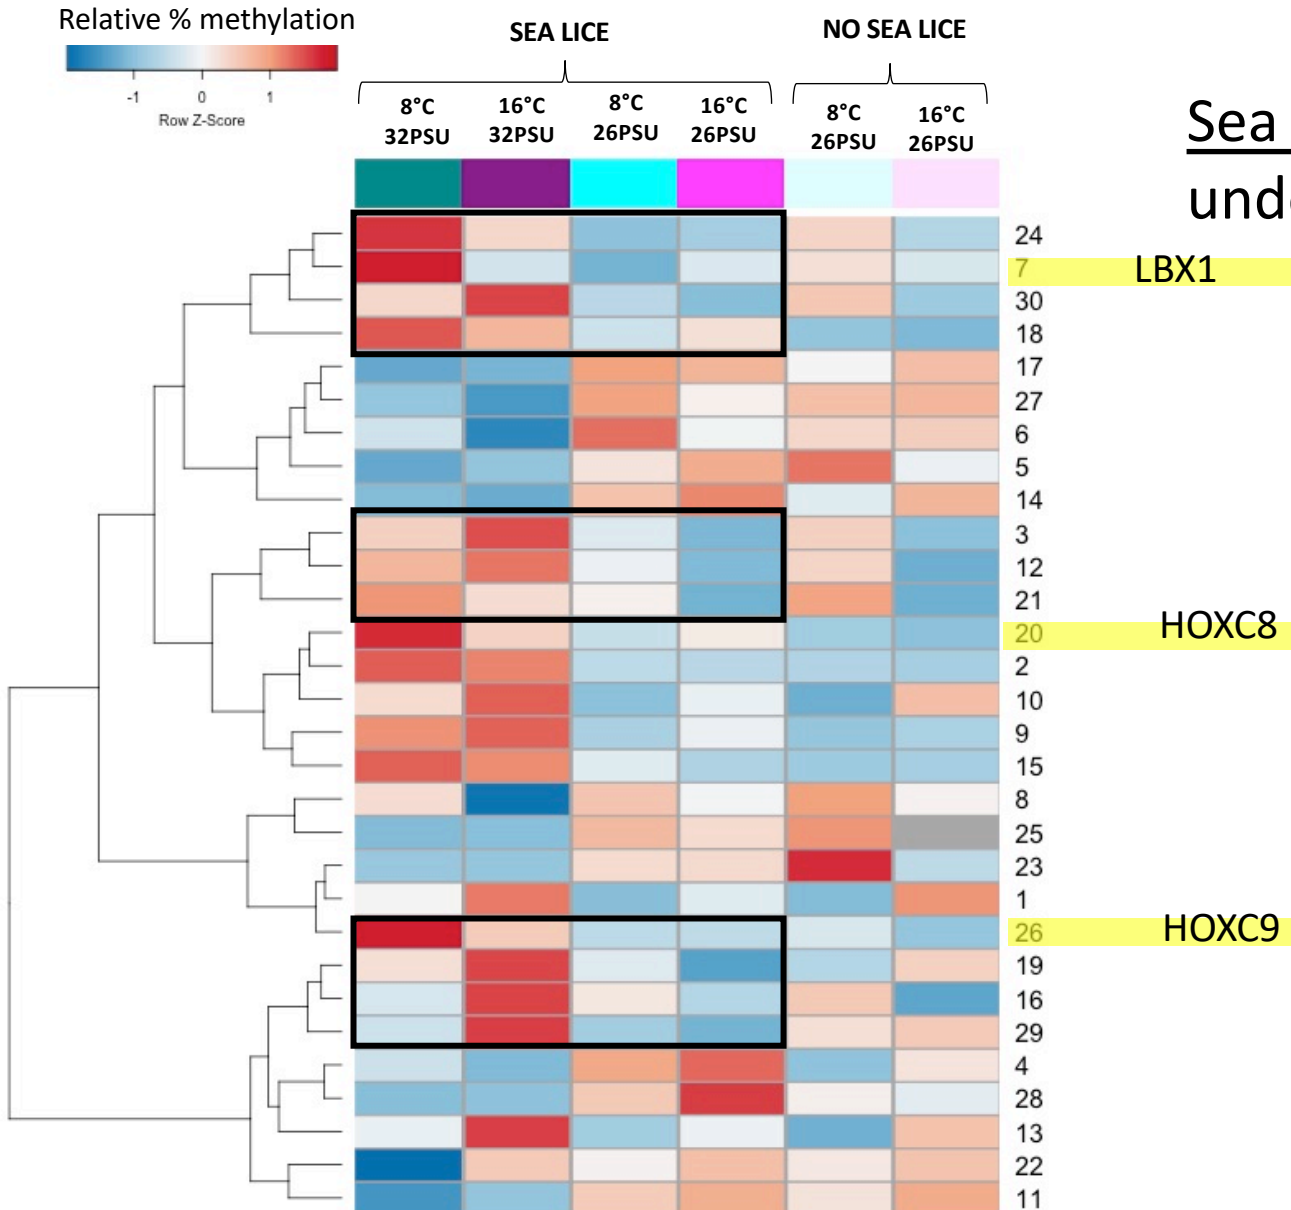 Relative % methylation
-1 0 1
Row Z-Score
SEA LICE
NO SEA LICE
8°C 16°C 8°C 16°C 8°C 16°C
32PSU 32PSU 26PSU 26PSU 26PSU 26PSU
Sea
unde
24
7 LBX1
30
18
17
27
6
5
14
3
12
21
20 HOXC8
2
10
9
15
8
25
23
1
26 HOXC9
19
16
29
4
28
13
22
11